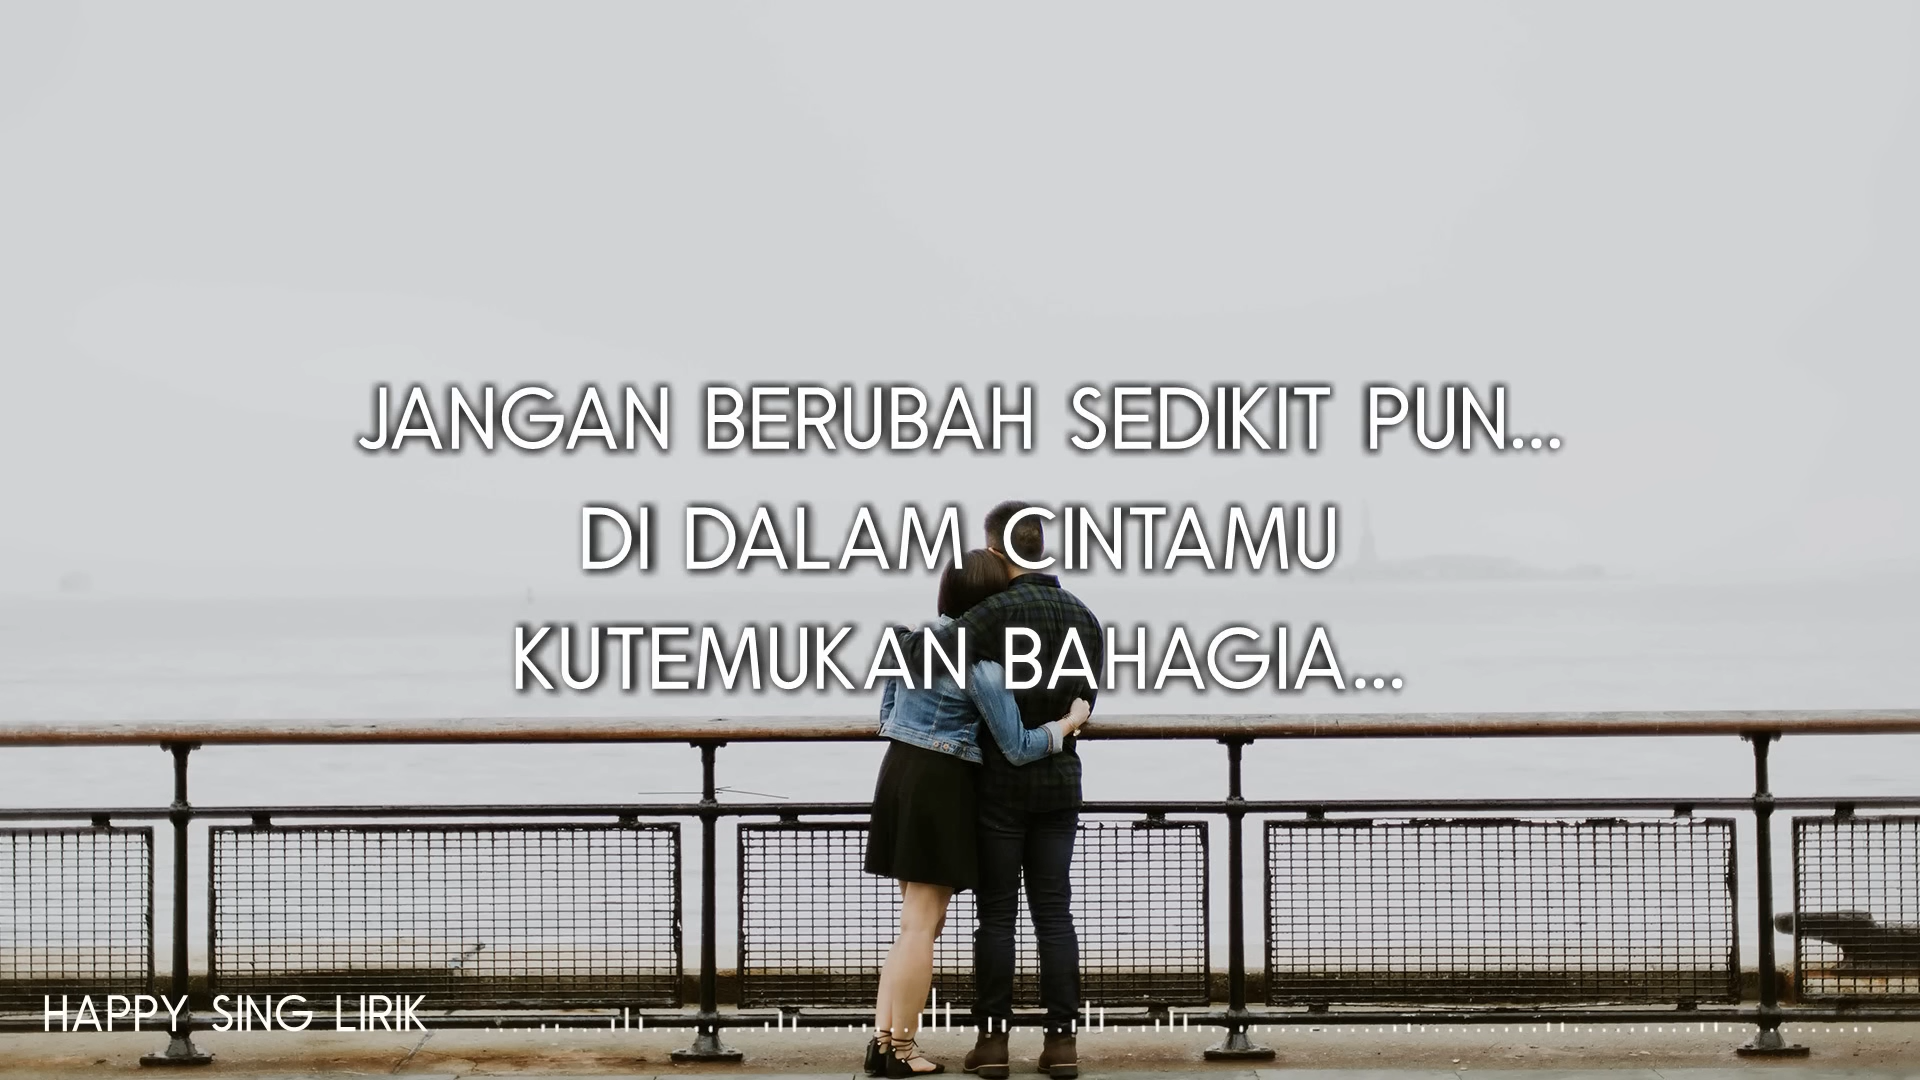 JANGAN BERUBAH SEDIKIT PUN...
DI DALAM CINTAMU
KUTEMUKAN BAHAGIA...
HAPPY SING LIRIK